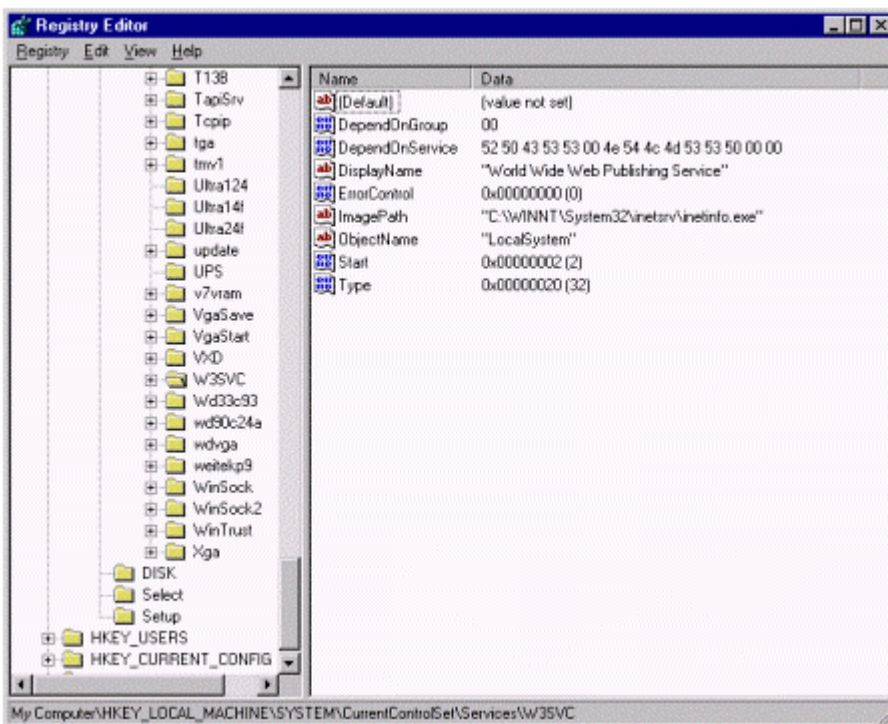 Registry Editor
Registry Edit View Help
T138
TapiSrv
Tcpip
tga
tmv1
Ultra124
Ultra14f
Ultra24f
update
UPS
v7vram
VgaSave
VgaStart
VXD
W3SVC
Wd33c93
wd90c24a
wdvga
weitekp9
WinSock
WinSock2
WinTrust
Xga
DISK
Select
Setup
HKEY_USERS
HKEY_CURRENT_CONFIG
Name Data
(Default) (value not set)
DependOnGroup 00
DependOnService 52 50 43 53 53 00 4e 54 4c 4d 53 53 50 00 00
DisplayName "World Wide Web Publishing Service"
ErrorControl 0x00000000 (0)
ImagePath "C:\WINNT\System32\inetsrv\inetinfo.exe"
ObjectName "LocalSystem"
Start 0x00000002 (2)
Type 0x00000020 (32)
My Computer\HKEY_LOCAL_MACHINE\SYSTEM\CurrentControlSet\Services\W3SVC